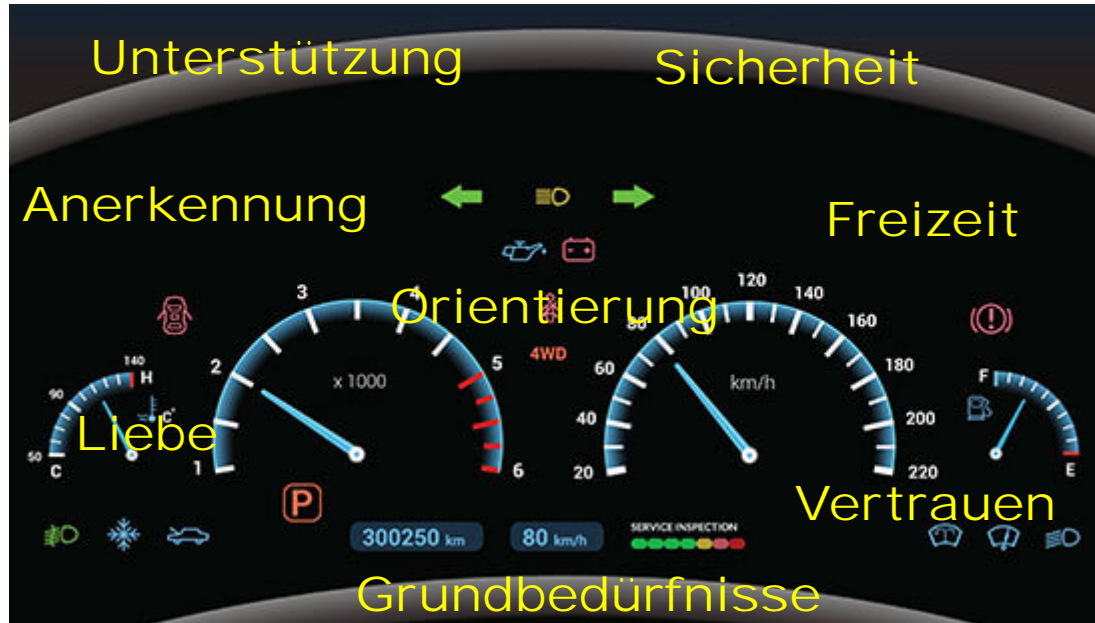 Unterstützung
Sicherheit
Anerkennung
Freizeit
Orientierung
3
4
100
120
140
80
160
2
5
4WD
60
180
140
H
x 1000
km/h
F
90
40
200
C°
Liebe
50
C
1
6
20
220
E
P
Vertrauen
300250 km
80 km/h
SERVICE INSPECTION
Grundbedürfnisse